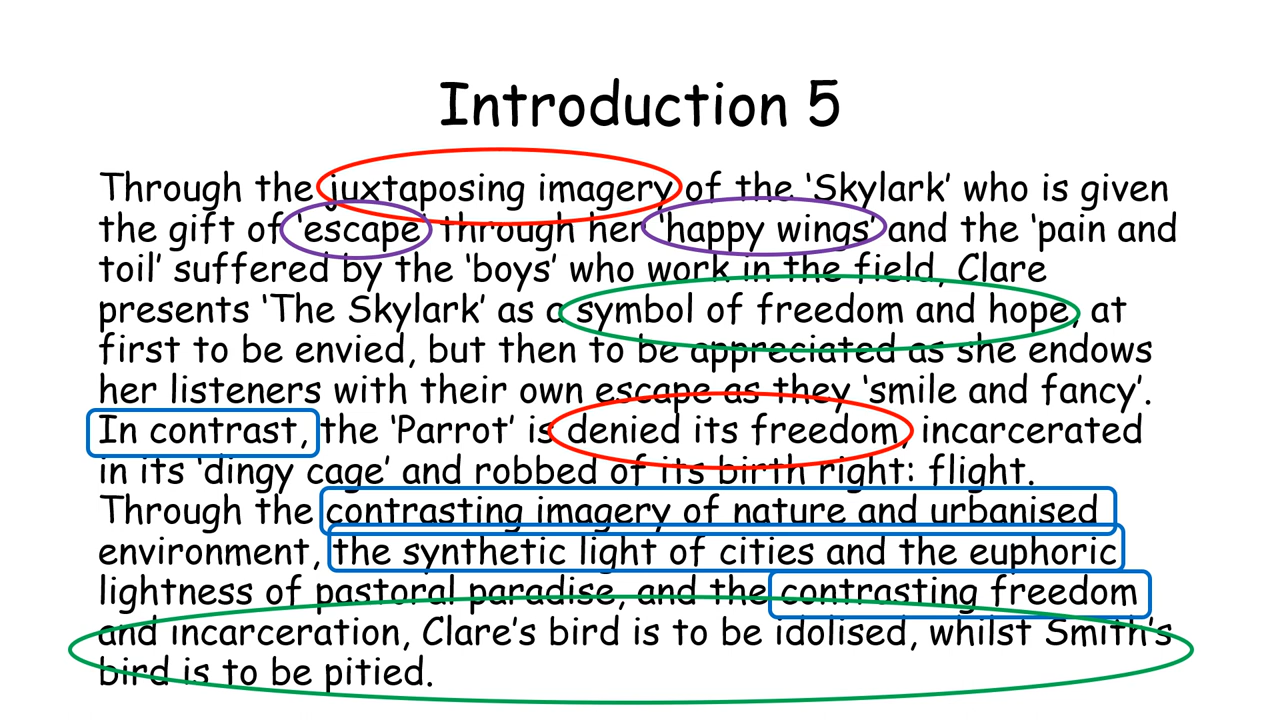 Introduction 5
Through the juxtaposing imagery of the ‘Skylark’ who is given
the gift of ‘escape’ through her ‘happy wings’ and the ‘pain and
toil’ suffered by the ‘boys’ who work in the field, Clare
presents ‘The Skylark’ as a symbol of freedom and hope, at
first to be envied, but then to be appreciated as she endows
her listeners with their own escape as they ‘smile and fancy’.
In contrast, the ‘Parrot’ is denied its freedom, incarcerated
in its ‘dingy cage’ and robbed of its birth right: flight.
Through the contrasting imagery of nature and urbanised
environment, the synthetic light of cities and the euphoric
lightness of pastoral paradise, and the contrasting freedom
and incarceration, Clare’s bird is to be idolised, whilst Smith’s
bird is to be pitied.